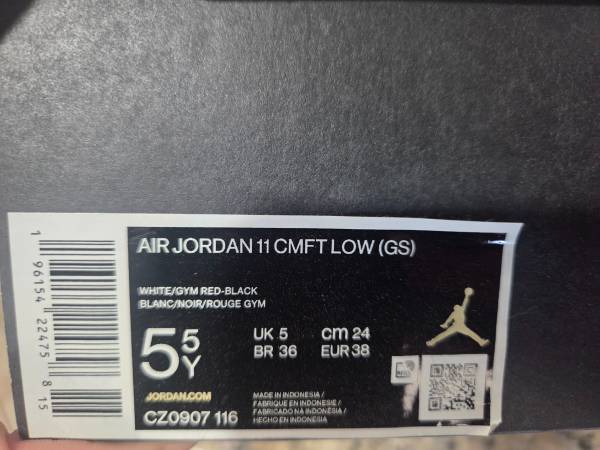 AIR JORDAN 11 CMFT LOW (GS)
WHITE/GYM RED-BLACK
BLANC/NOIR/ROUGE GYM
5.5Y
UK 5 cm 24
BR 36 EUR 38
JORDAN.COM
CZ0907 116
MADE IN INDONESIA /
FABRIQUE EN INDONESIE /
FABRICADO NA INDONÉSIA /
HECHO EN INDONESIA
1 96154 22475 8 15